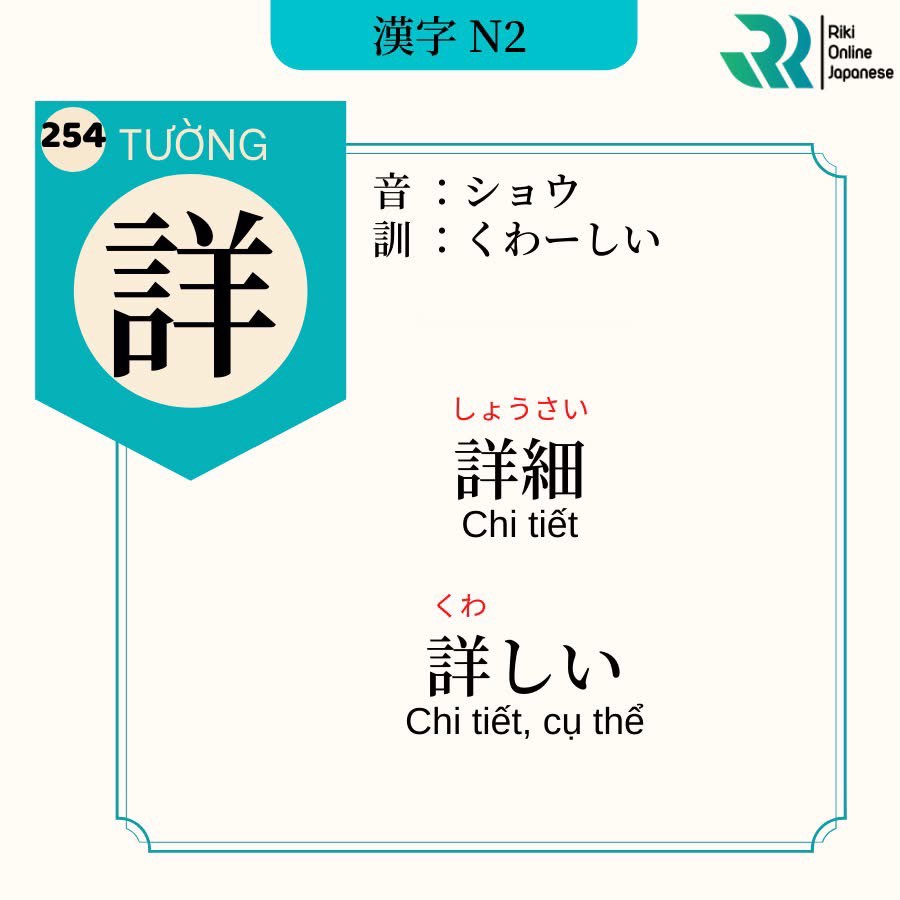 漢字 N2
Riki
Online
Japanese
254 TƯỜNG
詳
音 ：ショウ
訓 ：くわーしい
しょうさい
詳細
Chi tiết
くわ
詳しい
Chi tiết, cụ thể